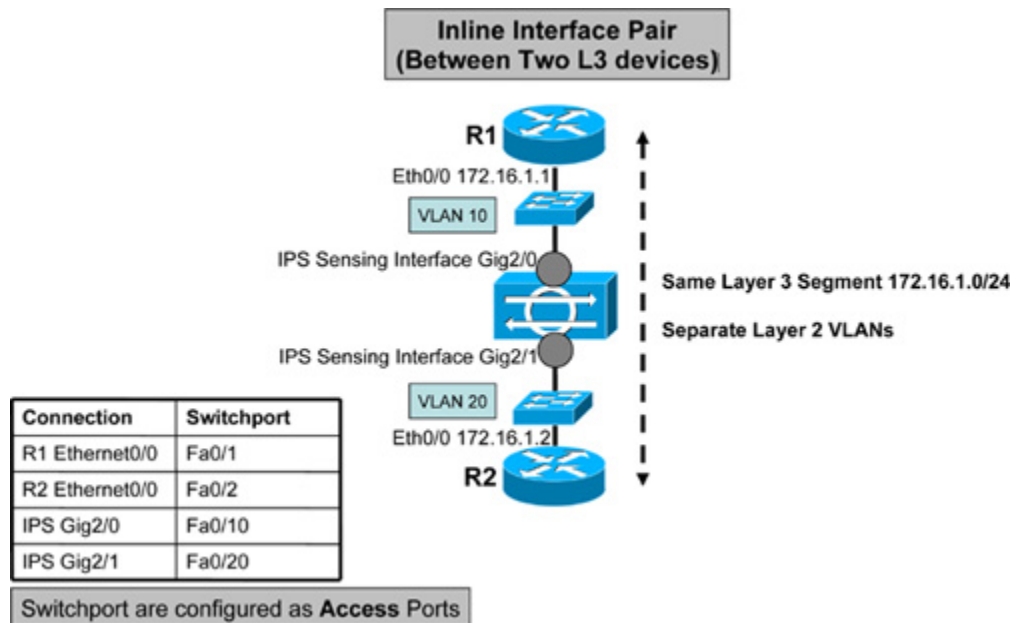 Inline Interface Pair
(Between Two L3 devices)
R1
Eth0/0 172.16.1.1
VLAN 10
IPS Sensing Interface Gig2/0
Same Layer 3 Segment 172.16.1.0/24
Separate Layer 2 VLANs
IPS Sensing Interface Gig2/1
VLAN 20
Eth0/0 172.16.1.2
R2
Connection Switchport
R1 Ethernet0/0 Fa0/1
R2 Ethernet0/0 Fa0/2
IPS Gig2/0 Fa0/10
IPS Gig2/1 Fa0/20
Switchport are configured as Access Ports